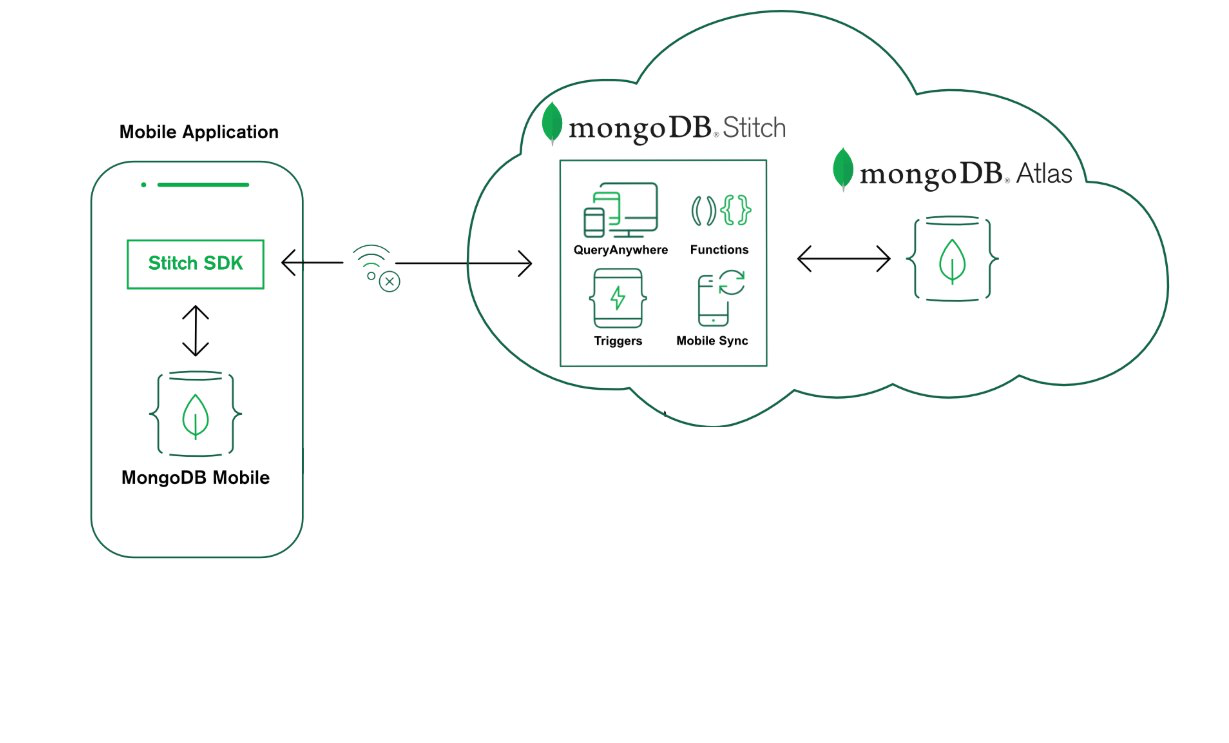 Mobile Application
Stitch SDK
MongoDB Mobile
mongoDB® Stitch
QueryAnywhere
Functions
Triggers
Mobile Sync
mongoDB® Atlas